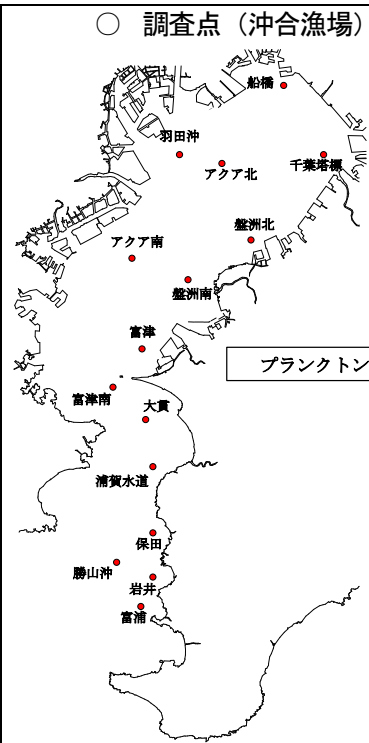 ○ 調査点（沖合漁場）
船橋
羽田沖
アクア北
千葉塔標
盤洲北
アクア南
盤洲南
富津
プランクトン
富津南
大貫
浦賀水道
保田
勝山沖
岩井
富浦